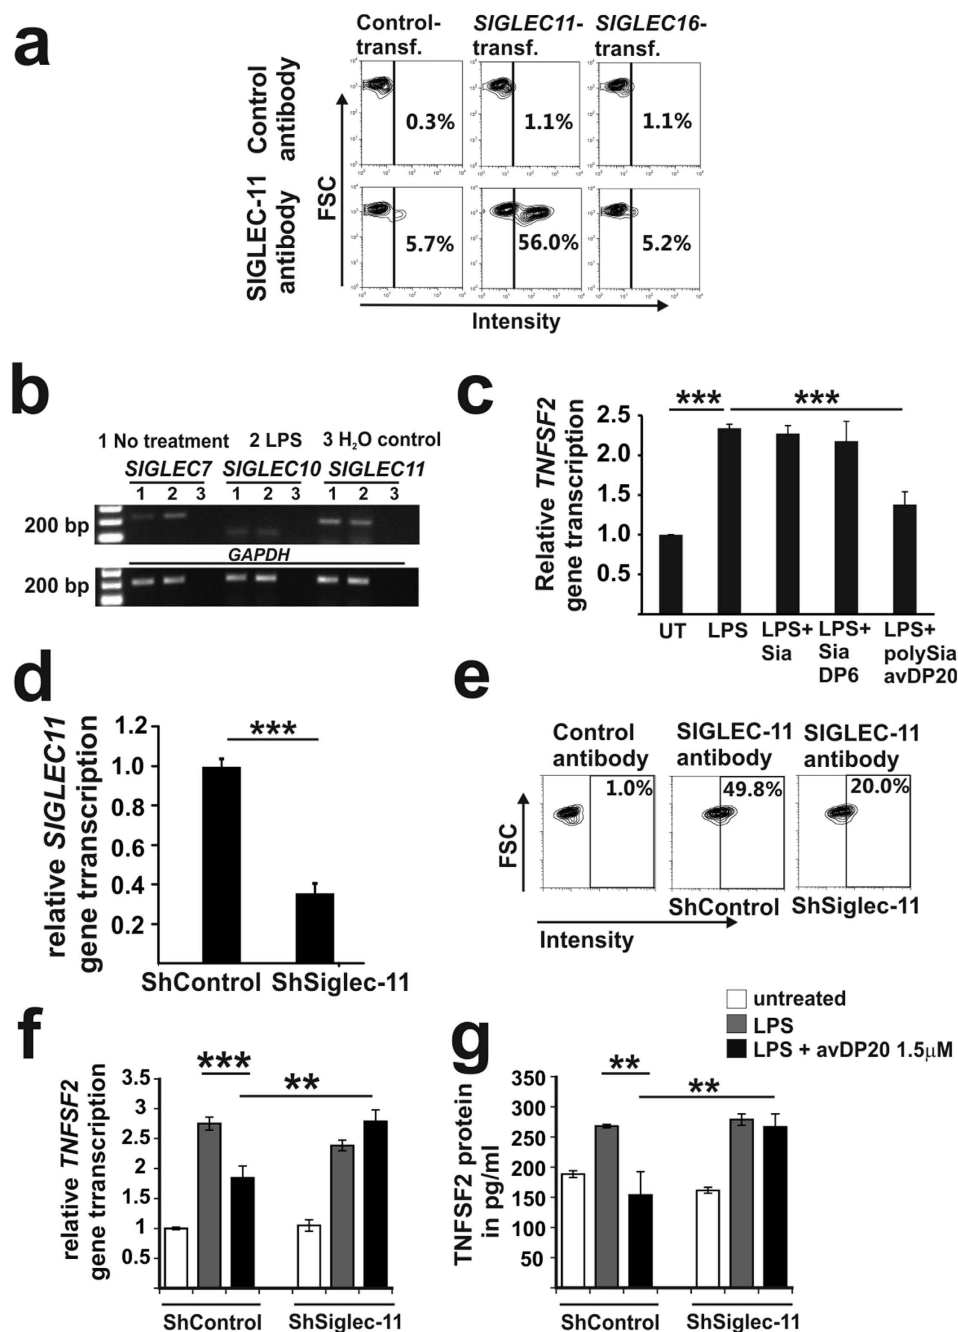 a
Control-
transf.
SIGLEC11-
transf.
SIGLEC16-
transf.
Control
antibody
0.3%
1.1%
1.1%
SIGLEC-11
antibody
5.7%
56.0%
5.2%
FSC
Intensity
b
1 No treatment 2 LPS 3 H₂O control
SIGLEC7 SIGLEC10 SIGLEC11
1 2 3 1 2 3 1 2 3
200 bp
GAPDH
200 bp
c
Relative TNFSF2
gene transcription
*** ***
2.5
2.0
1.5
1.0
0.5
UT
LPS
LPS+
Sia
LPS+
Sia
DP6
LPS+
polySia
avDP20
d
relative SIGLEC11
gene trranscription
***
1.2
1.0
0.8
0.6
0.4
0.2
ShControl ShSiglec-11
e
Control
antibody
SIGLEC-11
antibody
SIGLEC-11
antibody
1.0%
49.8%
20.0%
FSC
ShControl ShSiglec-11
Intensity
untreated
LPS
LPS + avDP20 1.5μM
f
relative TNFSF2
gene trranscription
*** **
3.5
3
2.5
2
1.5
1
0.5
ShControl ShSiglec-11
g
TNFSF2 protein
in pg/ml
** **
350
300
250
200
150
100
50
ShControl ShSiglec-11